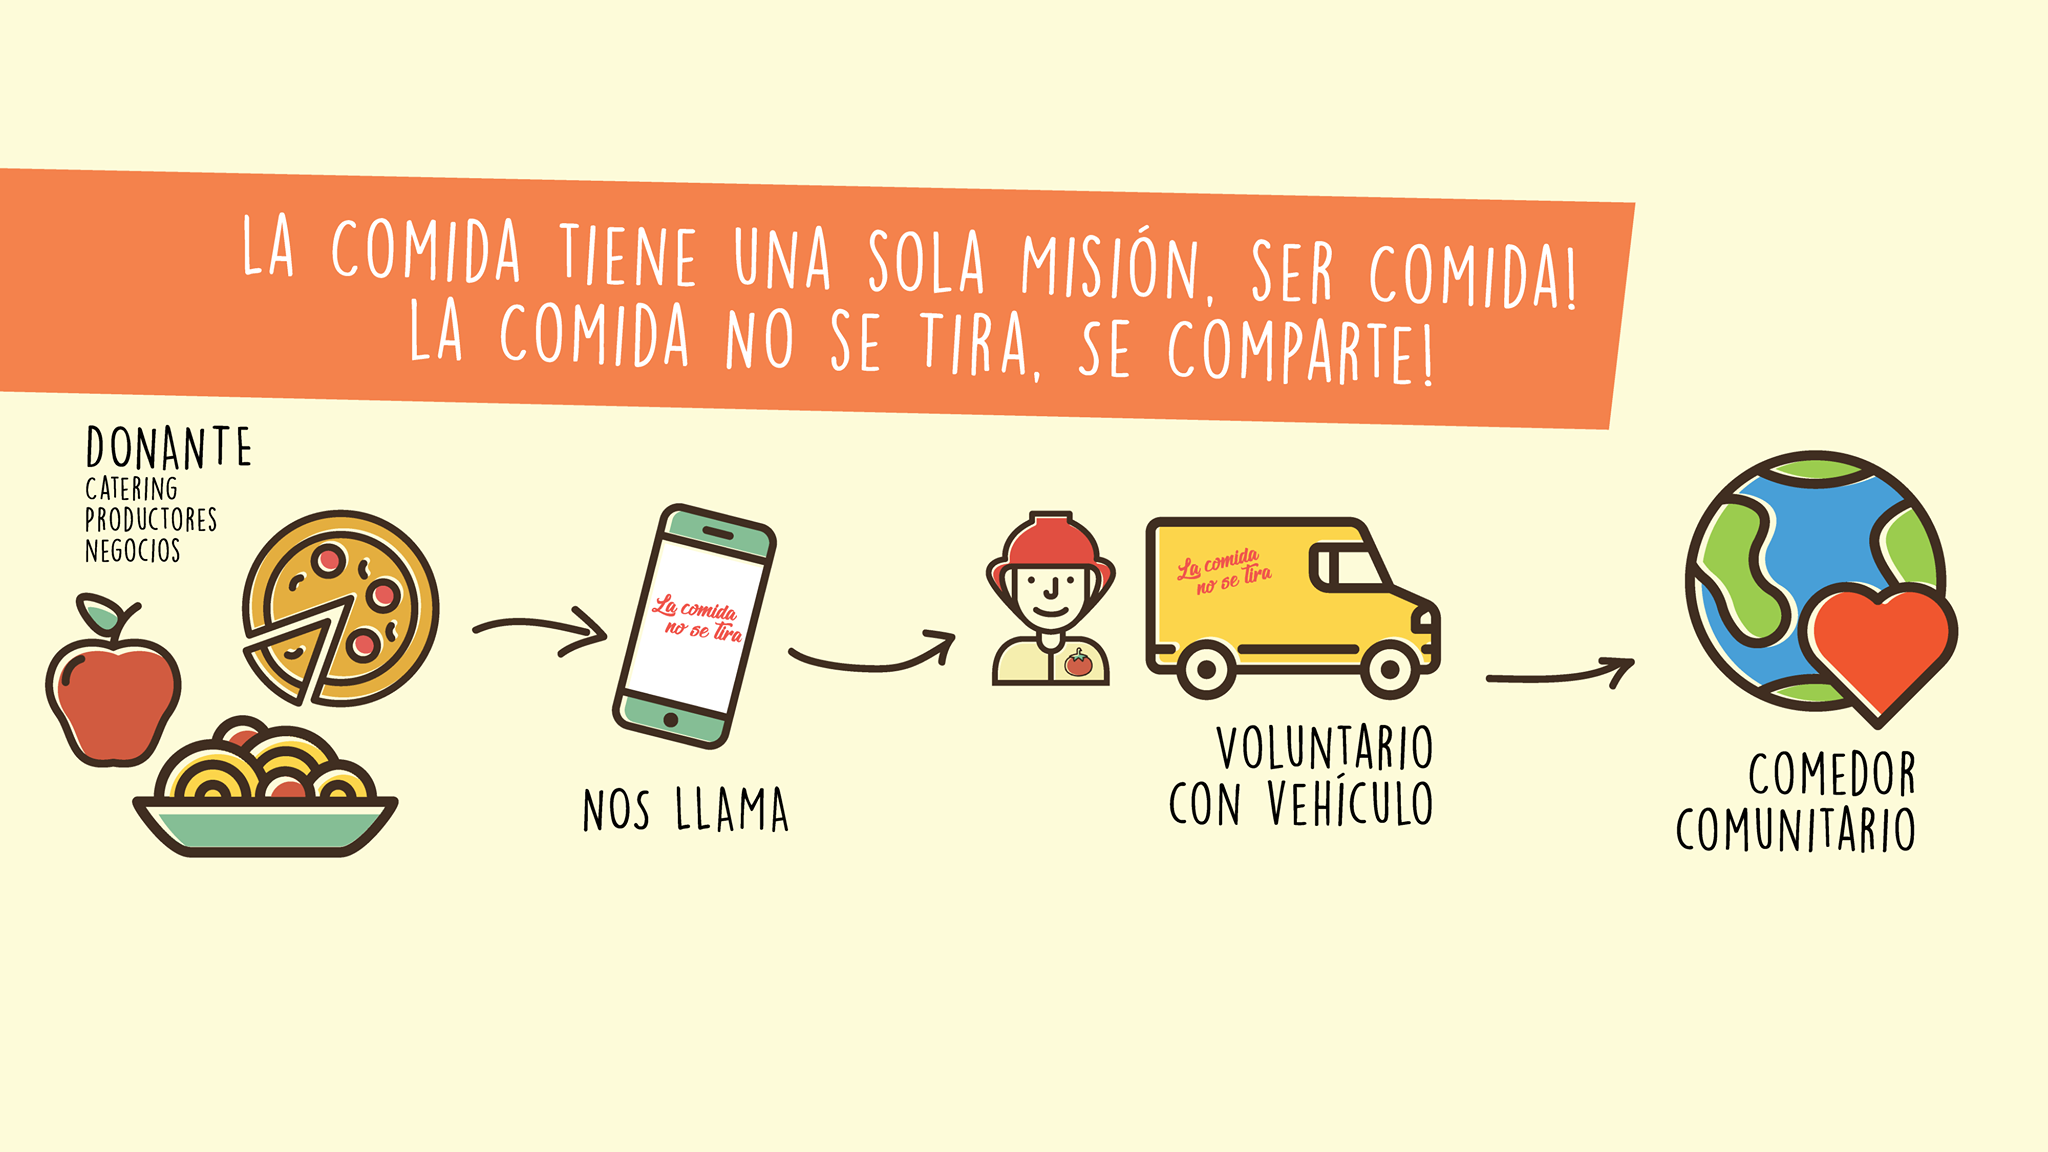 LA COMIDA TIENE UNA SOLA MISIÓN, SER COMIDA!
LA COMIDA NO SE TIRA, SE COMPARTE!
DONANTE
CATERING
PRODUCTORES
NEGOCIOS
La comida
no se tira
NOS LLAMA
La comida
no se tira
VOLUNTARIO
CON VEHÍCULO
COMEDOR
COMUNITARIO